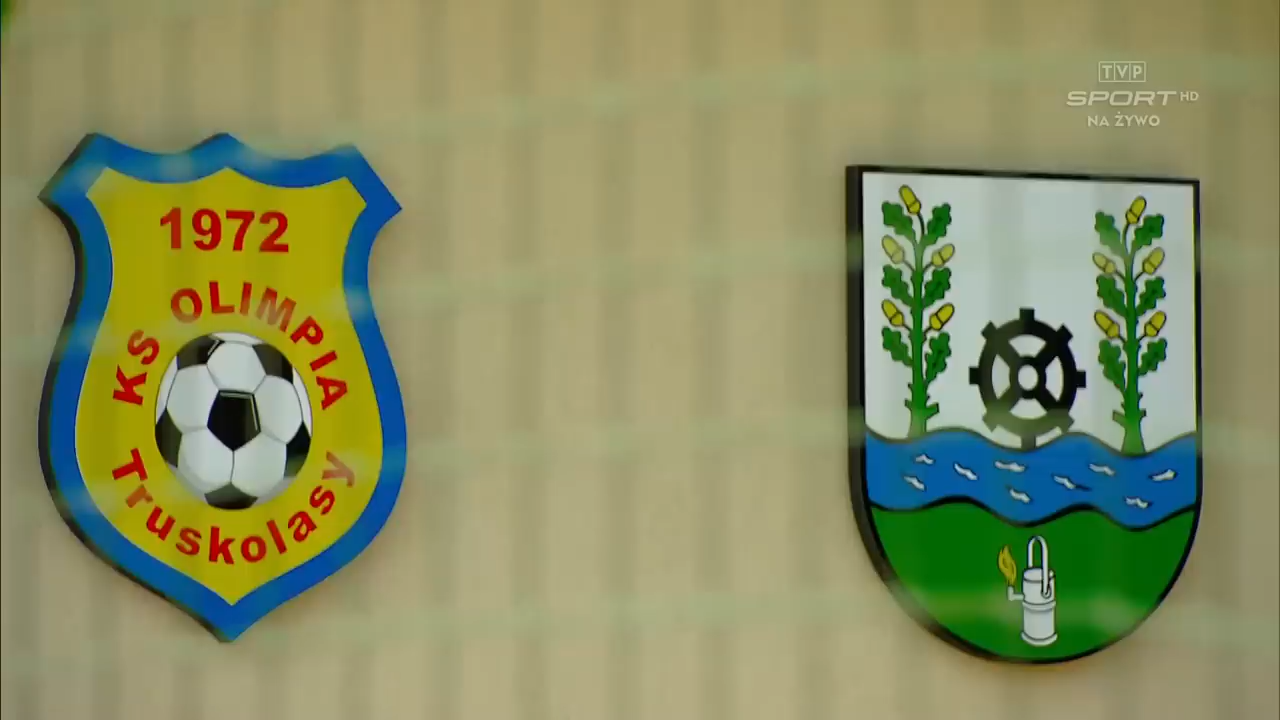 1972
KS OLIMPIA
Truskolasy
TVP
SPORT HD
NA ŻYWO